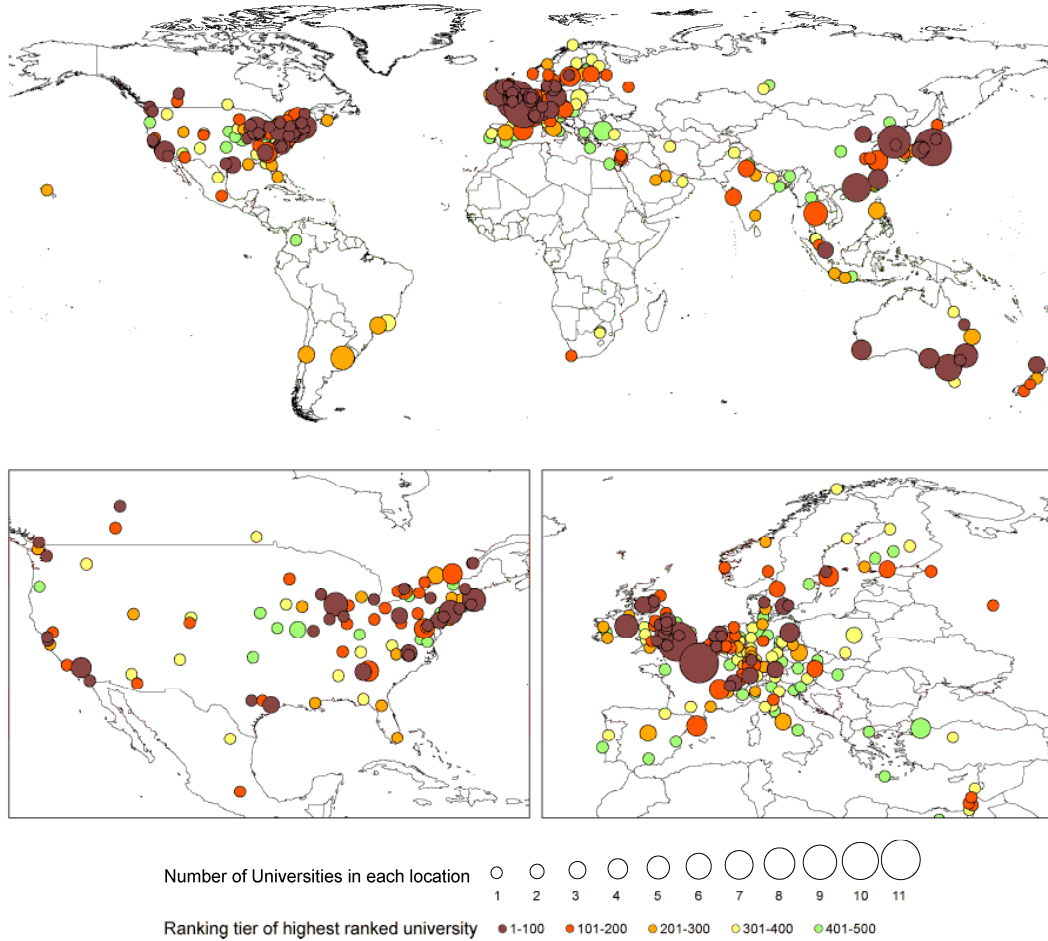 Number of Universities in each location
1 2 3 4 5 6 7 8 9 10 11
Ranking tier of highest ranked university 1-100 101-200 201-300 301-400 401-500